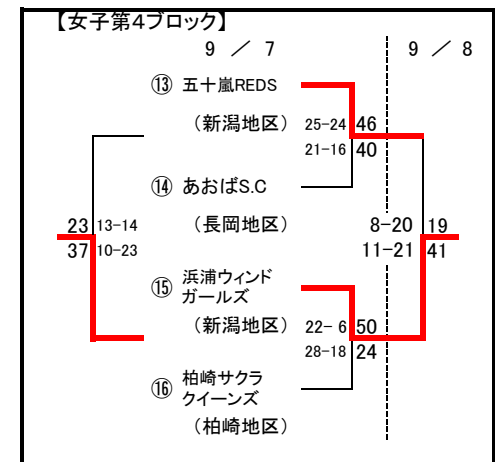 【女子第4ブロック】
9 ／ 7
9 ／ 8
⑬ 五十嵐REDS
（新潟地区） 25-24 46
21-16 40
⑭ あおばS.C
（長岡地区）
23 13-14
37 10-23
8-20 19
11-21 41
⑮ 浜浦ウィンド
ガールズ
（新潟地区） 22- 6 50
28-18 24
⑯ 柏崎サクラ
クイーンズ
（柏崎地区）